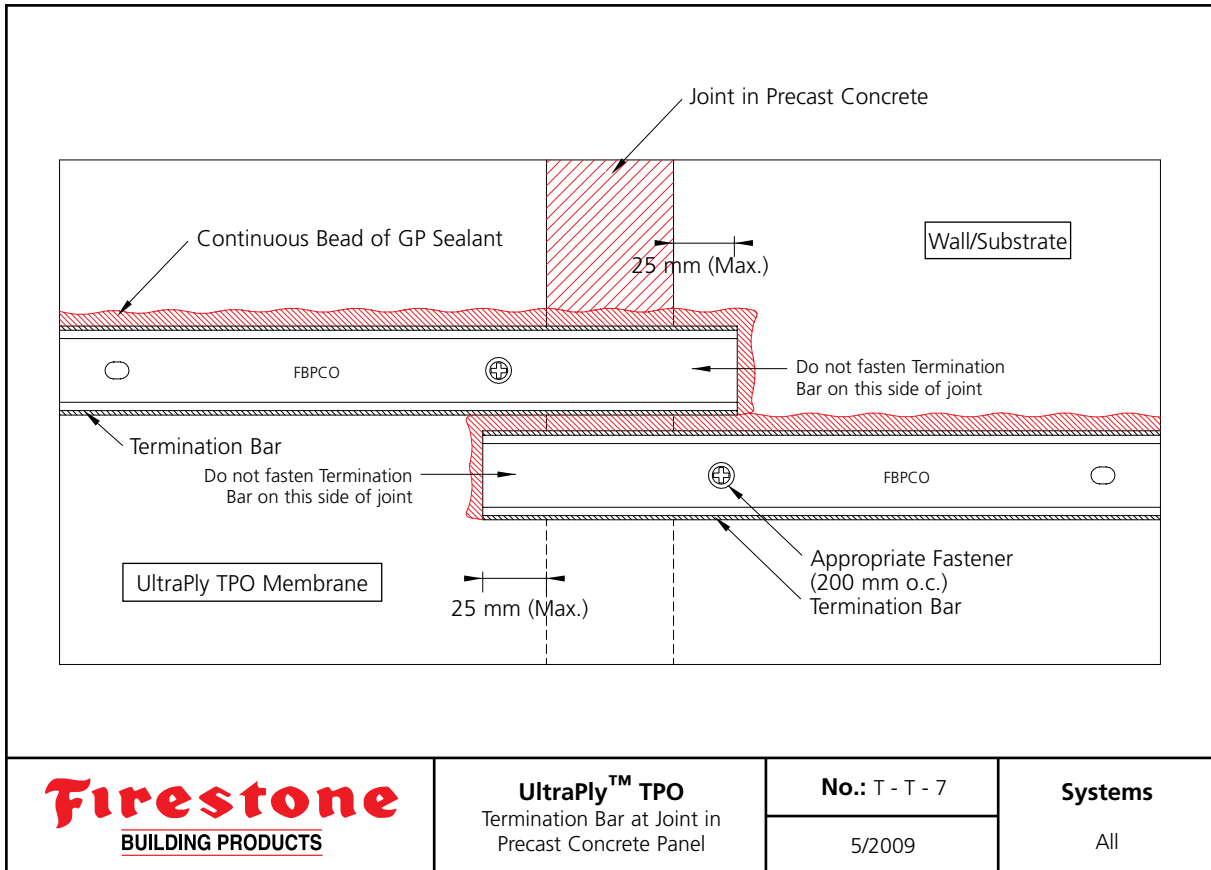 Joint in Precast Concrete
Continuous Bead of GP Sealant
Wall/Substrate
25 mm (Max.)
FBPCO
Do not fasten Termination
Bar on this side of joint
Termination Bar
Do not fasten Termination
Bar on this side of joint
FBPCO
UltraPly TPO Membrane
25 mm (Max.)
Appropriate Fastener
(200 mm o.c.)
Termination Bar
Firestone
BUILDING PRODUCTS
UltraPly™ TPO
Termination Bar at Joint in
Precast Concrete Panel
No.: T - T - 7
5/2009
Systems
All